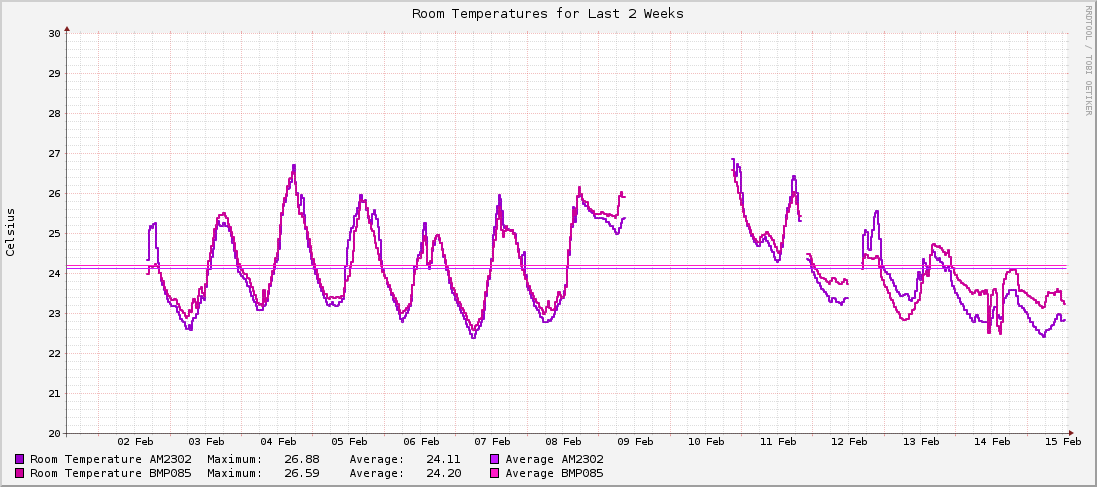 Room Temperatures for Last 2 Weeks
RRDTOOL / TOBI OETIKER
Celsius
30
29
28
27
26
25
24
23
22
21
20
02 Feb 03 Feb 04 Feb 05 Feb 06 Feb 07 Feb 08 Feb 09 Feb 10 Feb 11 Feb 12 Feb 13 Feb 14 Feb 15 Feb
Room Temperature AM2302 Maximum: 26.88 Average: 24.11 Average AM2302
Room Temperature BMP085 Maximum: 26.59 Average: 24.20 Average BMP085